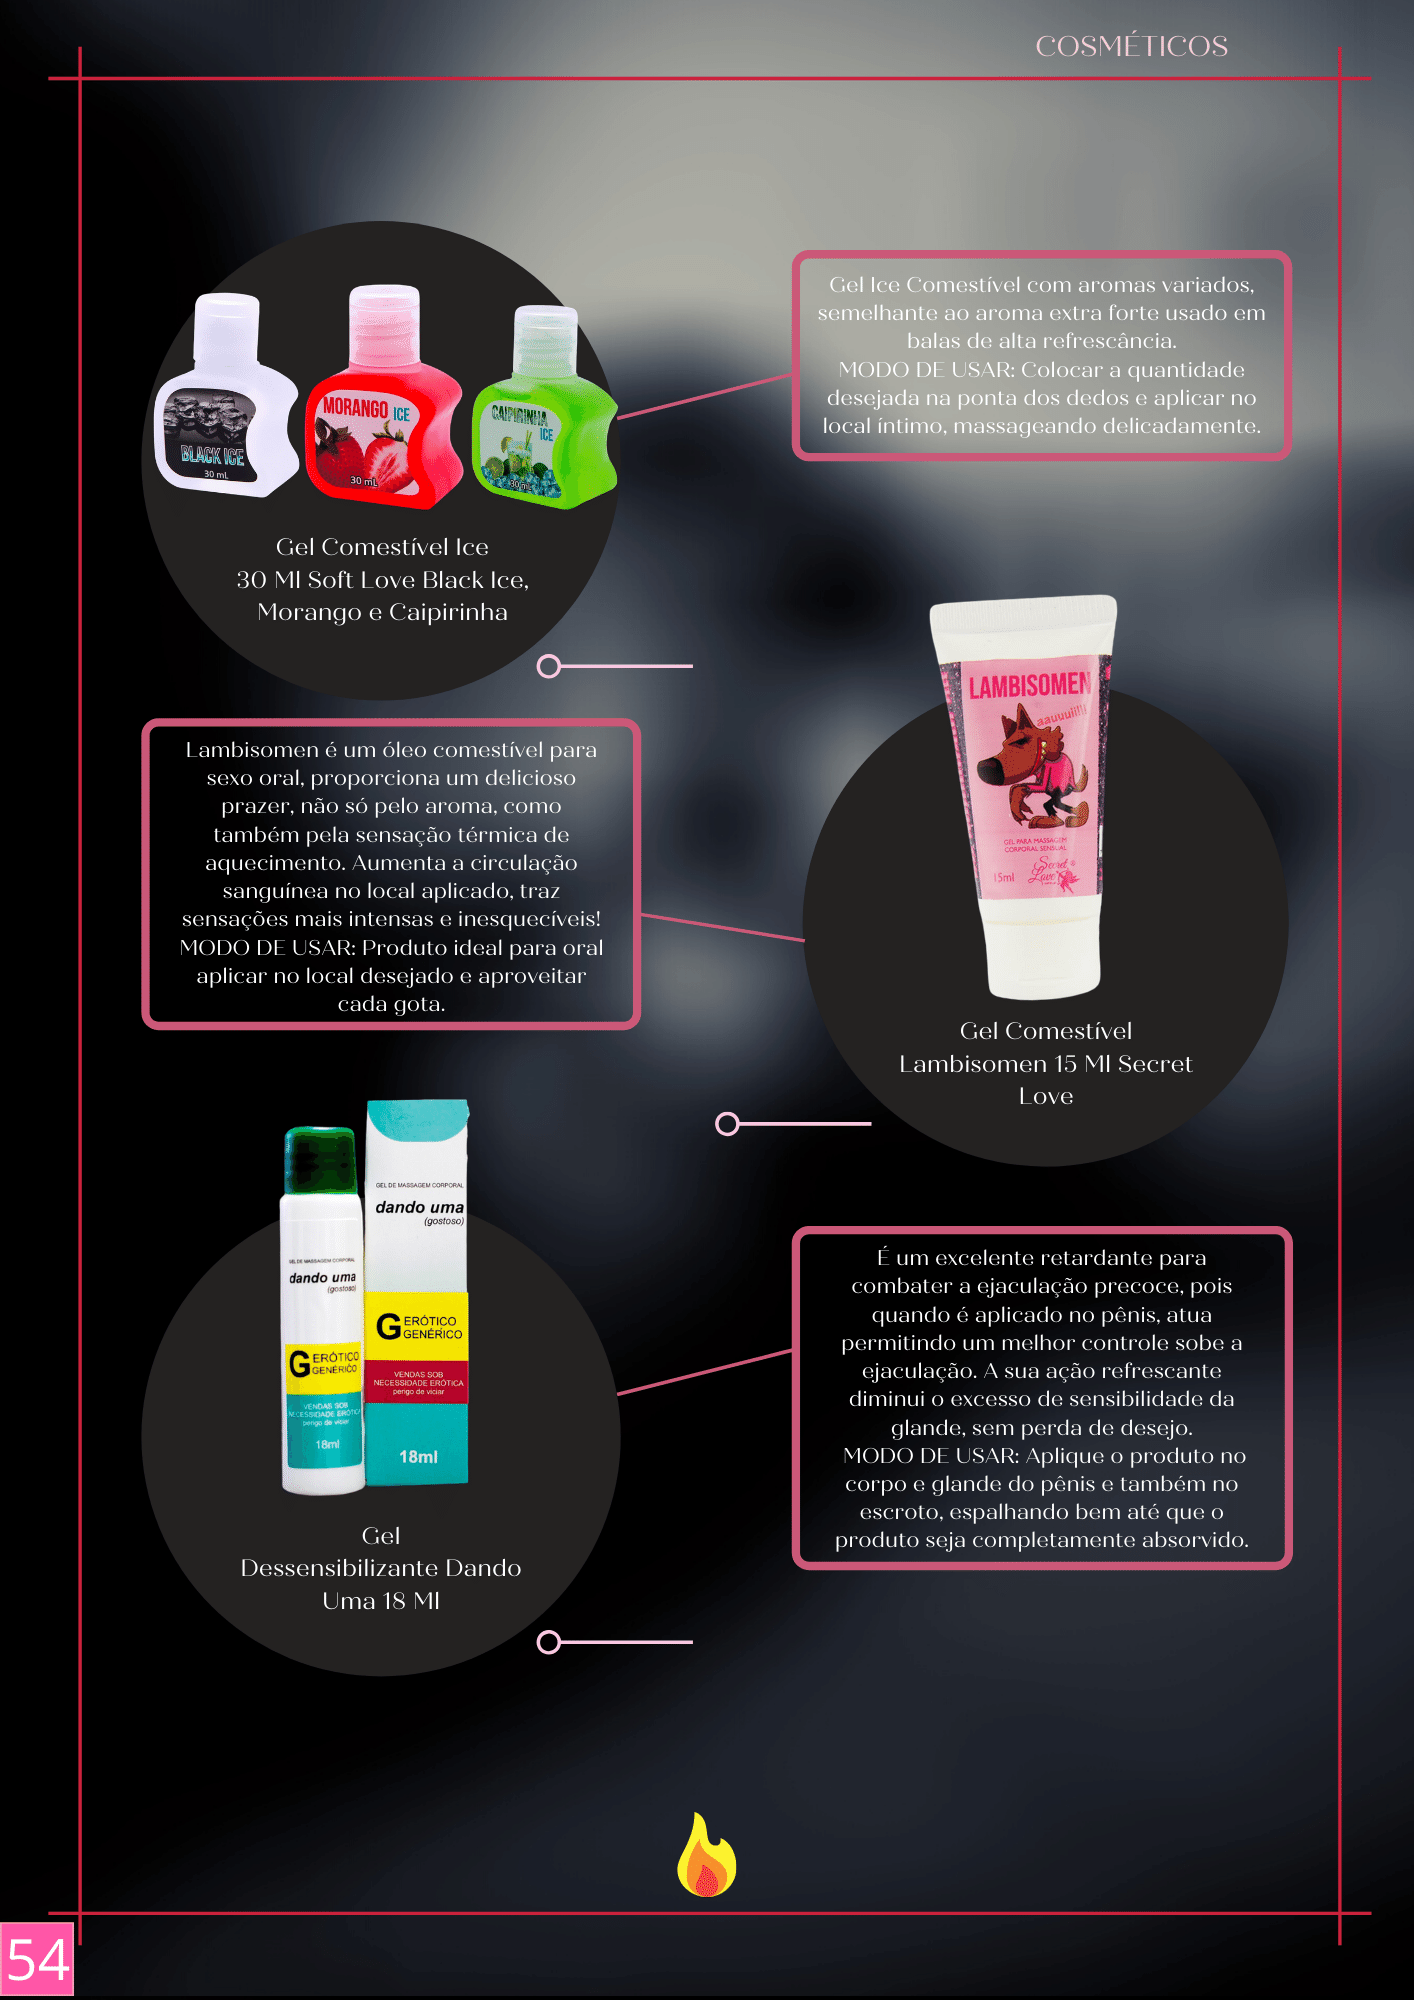 COSMÉTICOS
BLACK ICE
30 mL
MORANGO ICE
30 mL
CAIPIRINHA
ICE
30 mL
Gel Comestível Ice
30 Ml Soft Love Black Ice,
Morango e Caipirinha
Gel Ice Comestível com aromas variados,
semelhante ao aroma extra forte usado em
balas de alta refrescância.
MODO DE USAR: Colocar a quantidade
desejada na ponta dos dedos e aplicar no
local íntimo, massageando delicadamente.
Lambisomen é um óleo comestível para
sexo oral, proporciona um delicioso
prazer, não só pelo aroma, como
também pela sensação térmica de
aquecimento. Aumenta a circulação
sanguínea no local aplicado, traz
sensações mais intensas e inesquecíveis!
MODO DE USAR: Produto ideal para oral
aplicar no local desejado e aproveitar
cada gota.
LAMBISOMEN
aauuuiil!!
GEL PARA MASSAGEM
CORPORAL SENSUAL
15ml
Secret
Love
Gel Comestível
Lambisomen 15 Ml Secret
Love
GEL DE MASSAGEM CORPORAL
dando uma
(gostoso)
G ERÓTICO
GENÉRICO
VENDAS SOB
NECESSIDADE ERÓTICA
perigo de viciar
18ml
GEL DE MASSAGEM CORPORAL
dando uma
(gostoso)
G ERÓTICO
GENÉRICO
VENDAS SOB
NECESSIDADE ERÓTICA
perigo de viciar
18ml
Gel
Dessensibilizante Dando
Uma 18 Ml
É um excelente retardante para
combater a ejaculação precoce, pois
quando é aplicado no pênis, atua
permitindo um melhor controle sobe a
ejaculação. A sua ação refrescante
diminui o excesso de sensibilidade da
glande, sem perda de desejo.
MODO DE USAR: Aplique o produto no
corpo e glande do pênis e também no
escroto, espalhando bem até que o
produto seja completamente absorvido.
54